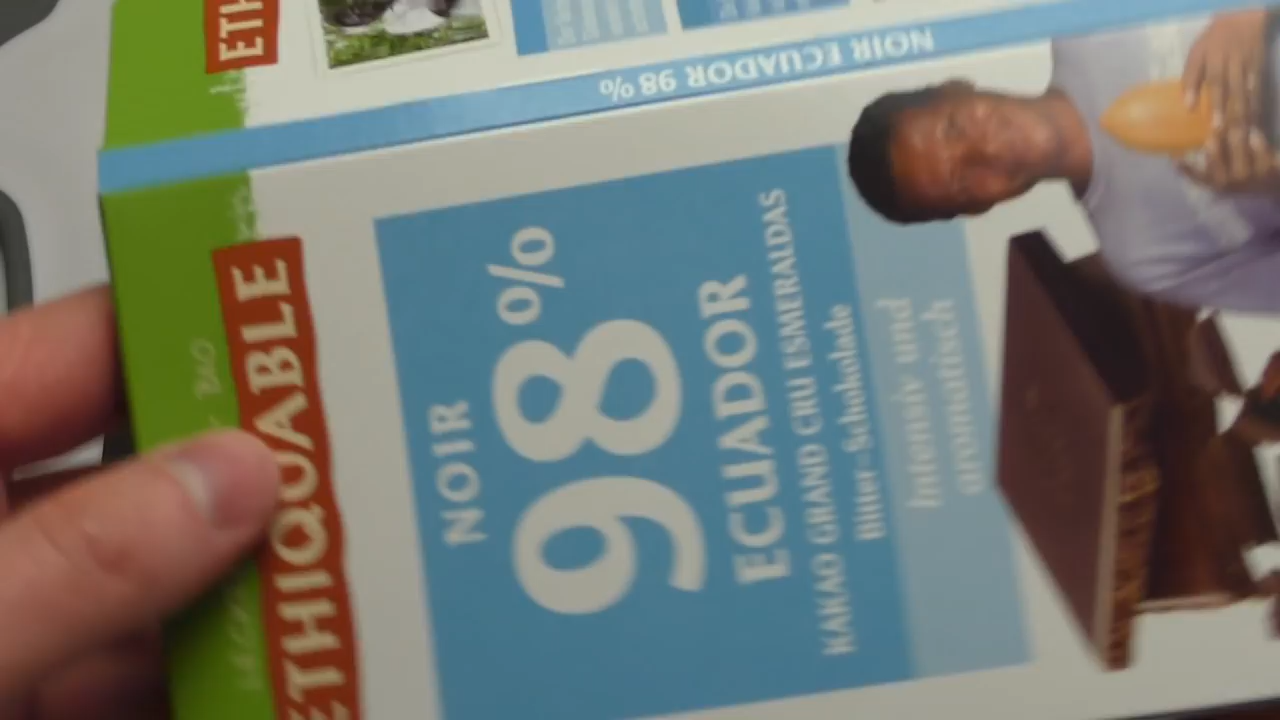 ETHIQUABLE
NOIR
98%
ECUADOR
KAKAO GRAND CRU ESMERALDAS
Bitter-Schokolade
Intensiv und
aromatisch
NOIR ECUADOR 98%
ETH